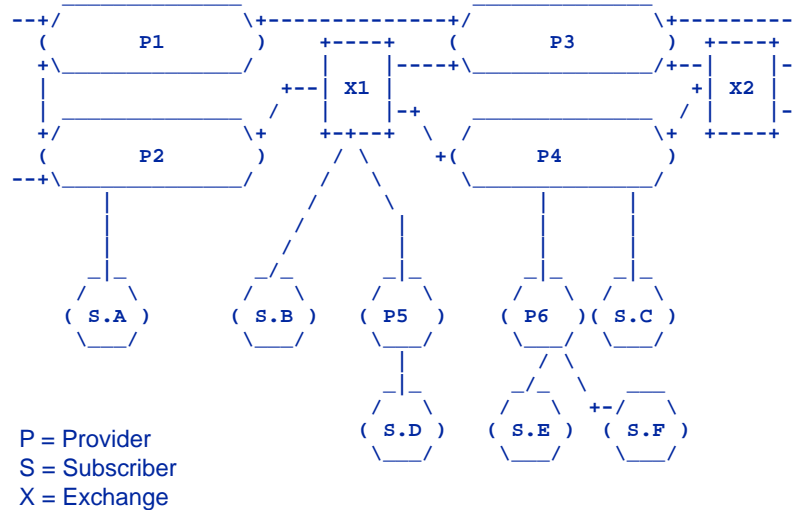 P1 P3
X1 X2
P2 P4
S.A S.B P5 P6 S.C
S.D S.E S.F
P = Provider
S = Subscriber
X = Exchange